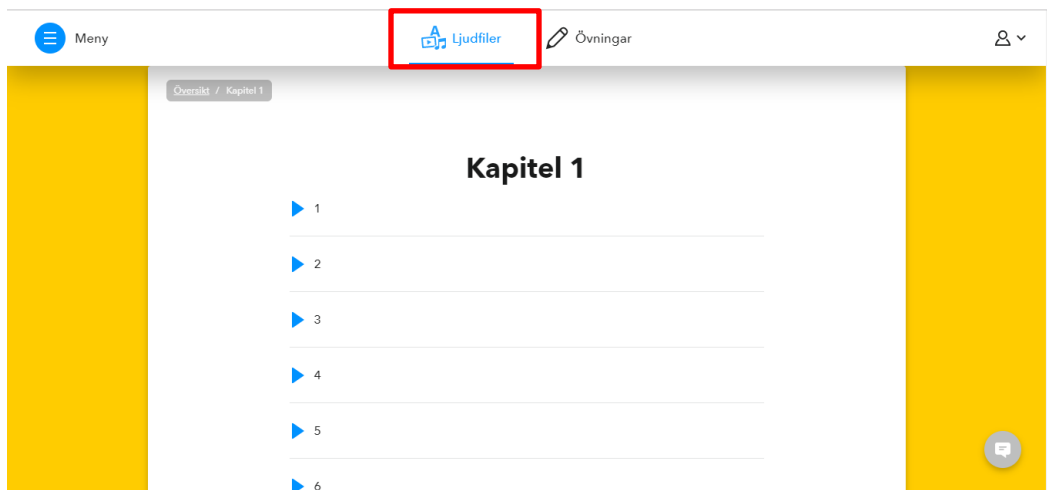 Meny
Ljudfiler
Övningar
Översikt / Kapitel 1
Kapitel 1
1
2
3
4
5
6